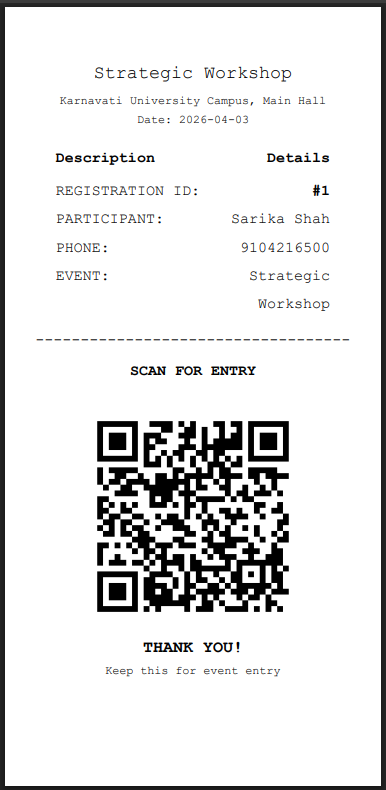 Strategic Workshop
Karnavati University Campus, Main Hall
Date: 2026-04-03
Description Details
REGISTRATION ID: #1
PARTICIPANT: Sarika Shah
PHONE: 9104216500
EVENT: Strategic
Workshop
-----------------------------------
SCAN FOR ENTRY
THANK YOU!
Keep this for event entry